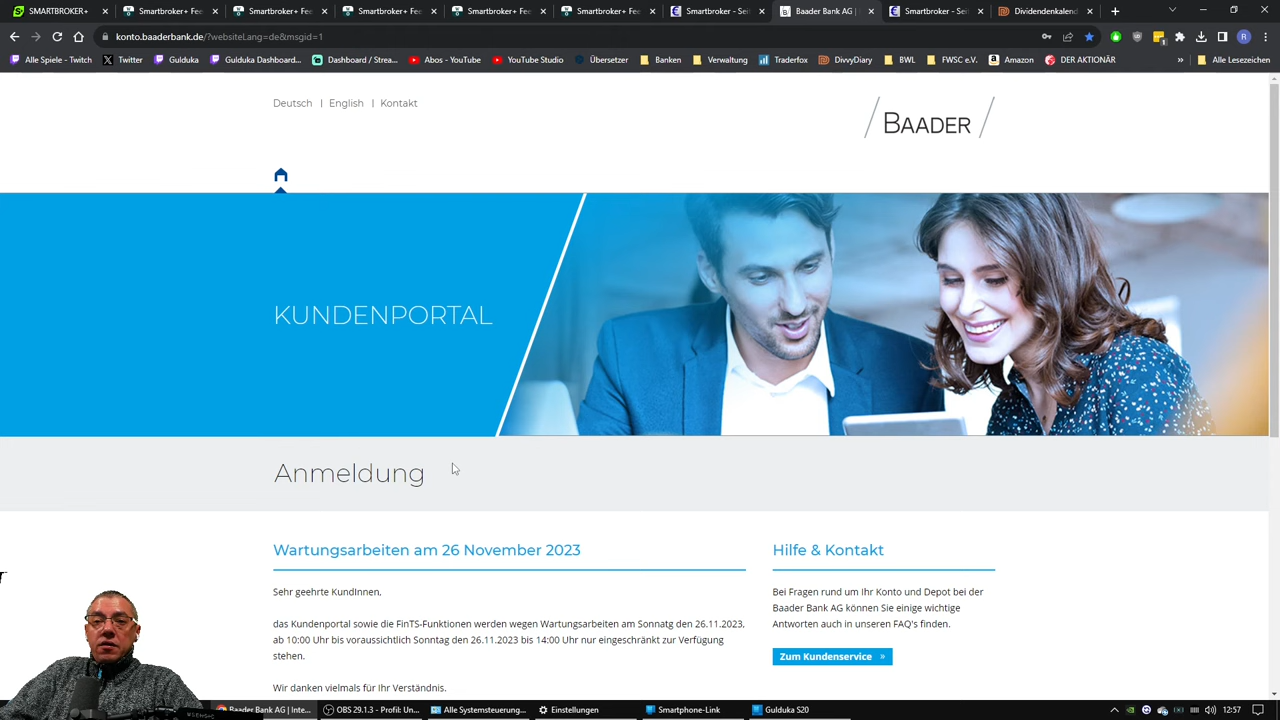 SMARTBROKER+
Smartbroker+ Fee
Smartbroker+ Fee
Smartbroker+ Fee
Smartbroker+ Fee
Smartbroker+ Fee
Smartbroker - Seit
Baader Bank AG |
Smartbroker - Seit
Dividendenkalend
konto.baaderbank.de/?websiteLang=de&msgid=1
Alle Spiele - Twitch
Twitter
Gulduka
Gulduka Dashboard...
Dashboard / Strea...
Abos - YouTube
YouTube Studio
Übersetzer
Banken
Verwaltung
Traderfox
DivvyDiary
BWL
FWSC e.V.
Amazon
DER AKTIONÄR
»
Alle Lesezeichen
Deutsch | English | Kontakt
BAADER
KUNDENPORTAL
Anmeldung
Wartungsarbeiten am 26 November 2023
Sehr geehrte KundInnen,
das Kundenportal sowie die FinTS-Funktionen werden wegen Wartungsarbeiten am Sonnatg den 26.11.2023,
ab 10:00 Uhr bis voraussichtlich Sonntag den 26.11.2023 bis 14:00 Uhr nur eingeschränkt zur Verfügung
stehen.
Wir danken vielmals für Ihr Verständnis.
Hilfe & Kontakt
Bei Fragen rund um Ihr Konto und Depot bei der
Baader Bank AG können Sie einige wichtige
Antworten auch in unseren FAQ's finden.
Zum Kundenservice »
Baader Bank AG | Inte...
OBS 29.1.3 - Profil: Un...
Alle Systemsteuerung...
Einstellungen
Smartphone-Link
Gulduka S20
12:57